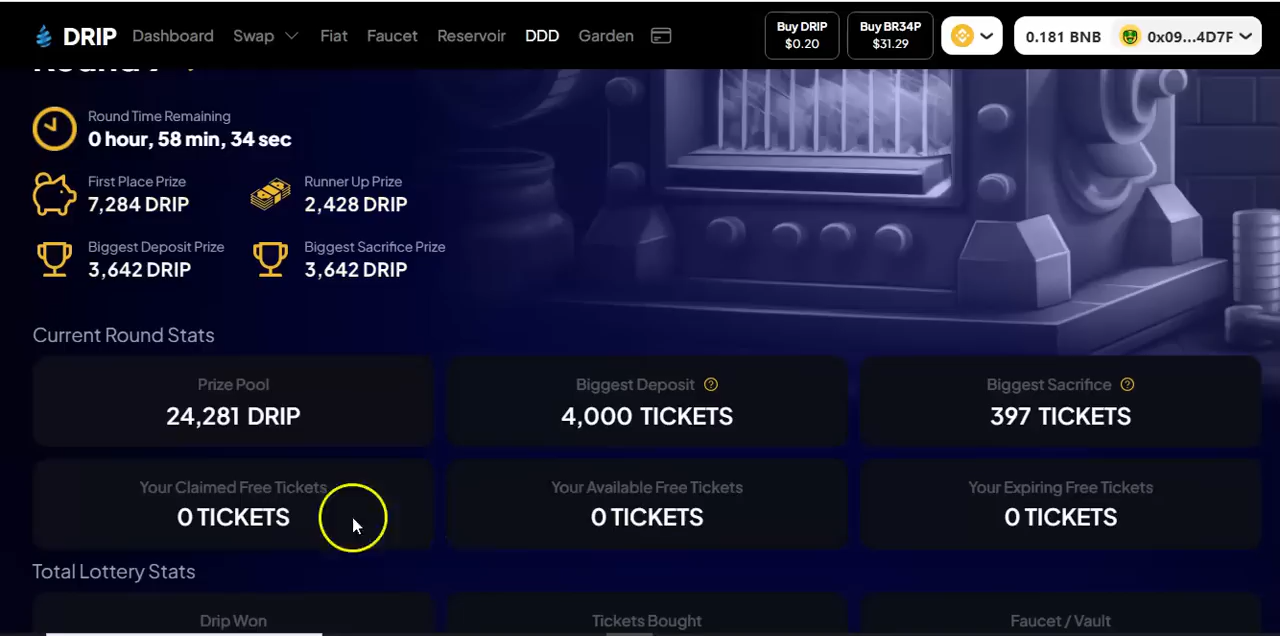 DRIP Dashboard Swap Fiat Faucet Reservoir DDD Garden
Buy DRIP
$0.20
Buy BR34P
$31.29
0.181 BNB 0x09...4D7F
Round Time Remaining
0 hour, 58 min, 34 sec
First Place Prize
7,284 DRIP
Runner Up Prize
2,428 DRIP
Biggest Deposit Prize
3,642 DRIP
Biggest Sacrifice Prize
3,642 DRIP
Current Round Stats
Prize Pool
24,281 DRIP
Biggest Deposit ?
4,000 TICKETS
Biggest Sacrifice ?
397 TICKETS
Your Claimed Free Tickets
0 TICKETS
Your Available Free Tickets
0 TICKETS
Your Expiring Free Tickets
0 TICKETS
Total Lottery Stats
Drip Won
Tickets Bought
Faucet / Vault